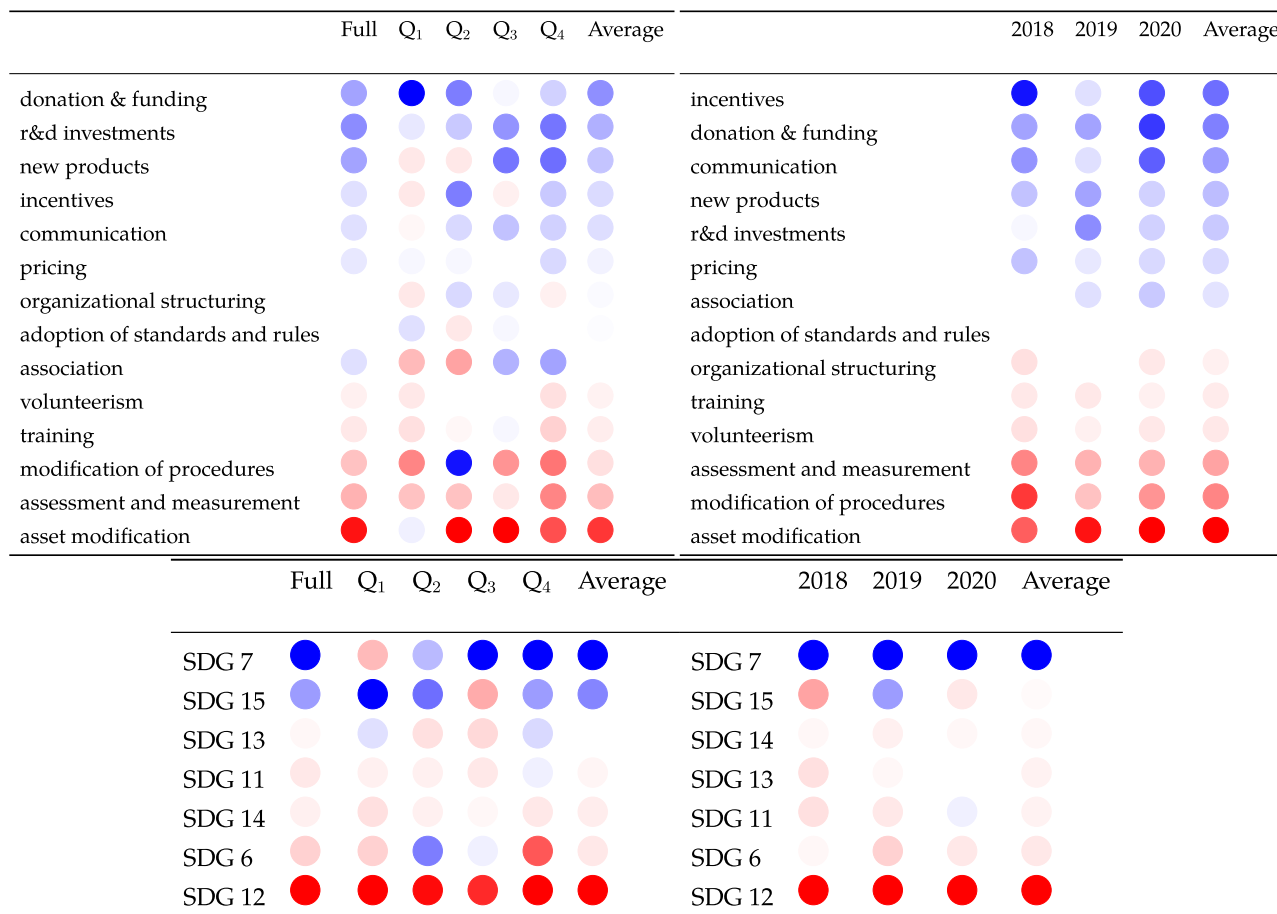 Full Q₁ Q₂ Q₃ Q₄ Average
donation & funding
r&d investments
new products
incentives
communication
pricing
organizational structuring
adoption of standards and rules
association
volunteerism
training
modification of procedures
assessment and measurement
asset modification
2018 2019 2020 Average
incentives
donation & funding
communication
new products
r&d investments
pricing
association
adoption of standards and rules
organizational structuring
training
volunteerism
assessment and measurement
modification of procedures
asset modification
Full Q₁ Q₂ Q₃ Q₄ Average
SDG 7
SDG 15
SDG 13
SDG 11
SDG 14
SDG 6
SDG 12
2018 2019 2020 Average
SDG 7
SDG 15
SDG 14
SDG 13
SDG 11
SDG 6
SDG 12